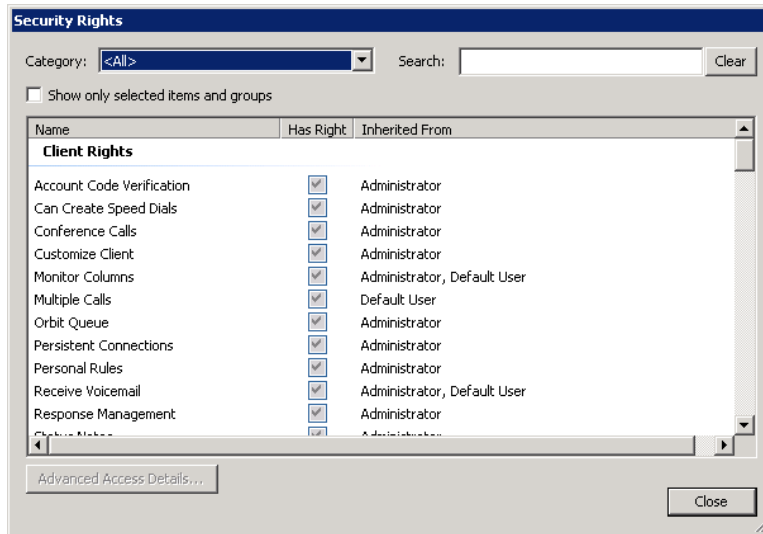 Security Rights
Category: <All> Search: Clear
Show only selected items and groups
Name Has Right Inherited From
Client Rights
Account Code Verification Administrator
Can Create Speed Dials Administrator
Conference Calls Administrator
Customize Client Administrator
Monitor Columns Administrator, Default User
Multiple Calls Default User
Orbit Queue Administrator
Persistent Connections Administrator
Personal Rules Administrator
Receive Voicemail Administrator, Default User
Response Management Administrator
Status Notes Administrator
Advanced Access Details...
Close